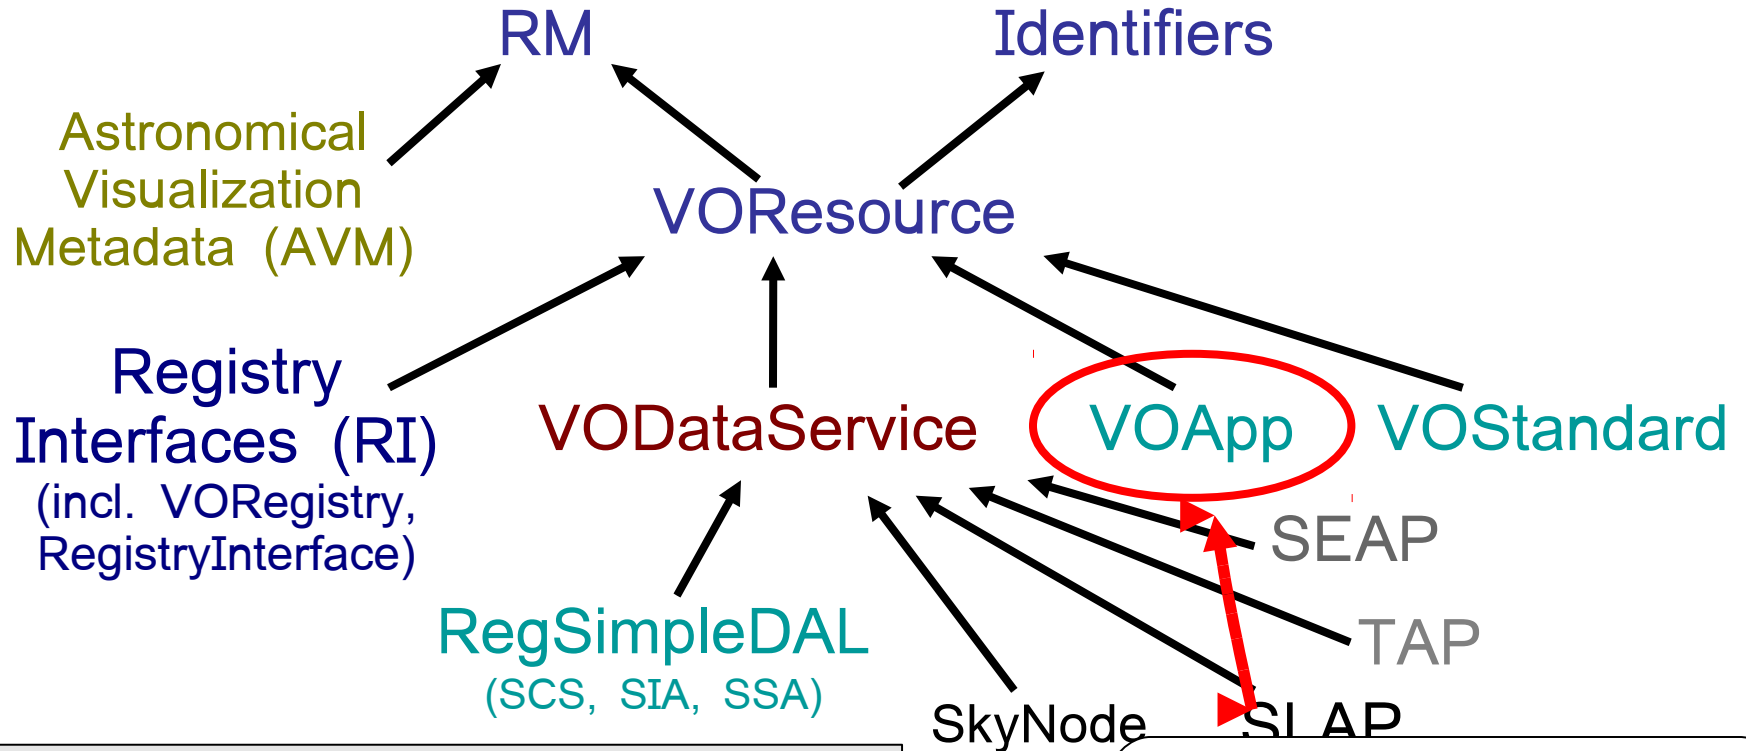 RM
Identifiers
Astronomical
Visualization
Metadata (AVM)
VOResource
Registry
Interfaces (RI)
(incl. VORegistry,
RegistryInterface)
VODataService
VOApp
VOStandard
SEAP
RegSimpleDAL
(SCS, SIA, SSA)
TAP
SkyNode
SLAP